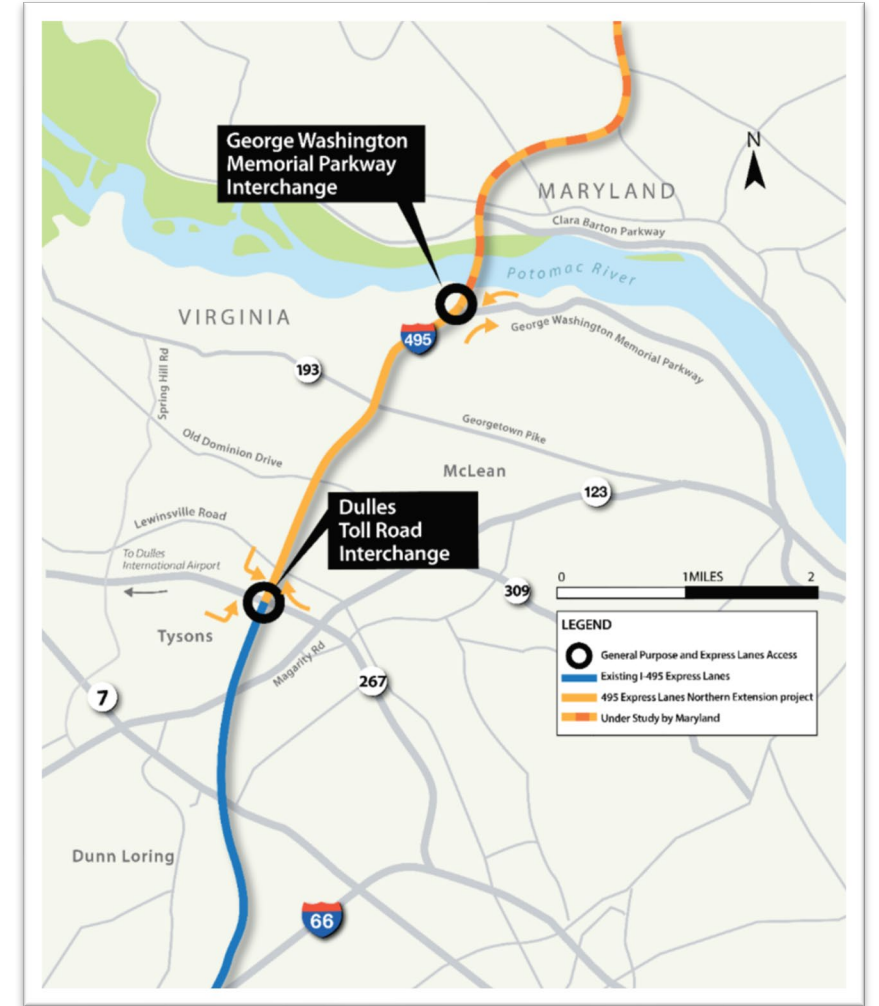 George Washington
Memorial Parkway
Interchange
N
MARYLAND
Clara Barton Parkway
Potomac River
VIRGINIA
495
George Washington Memorial Parkway
193
Spring Hill Rd
Georgetown Pike
Old Dominion Drive
McLean
123
Dulles
Toll Road
Interchange
Lewinsville Road
To Dulles
International Airport
0 1MILES 2
309
LEGEND
General Purpose and Express Lanes Access
Existing I-495 Express Lanes
495 Express Lanes Northern Extension project
Under Study by Maryland
Tysons
Magarity Rd
267
7
Dunn Loring
66